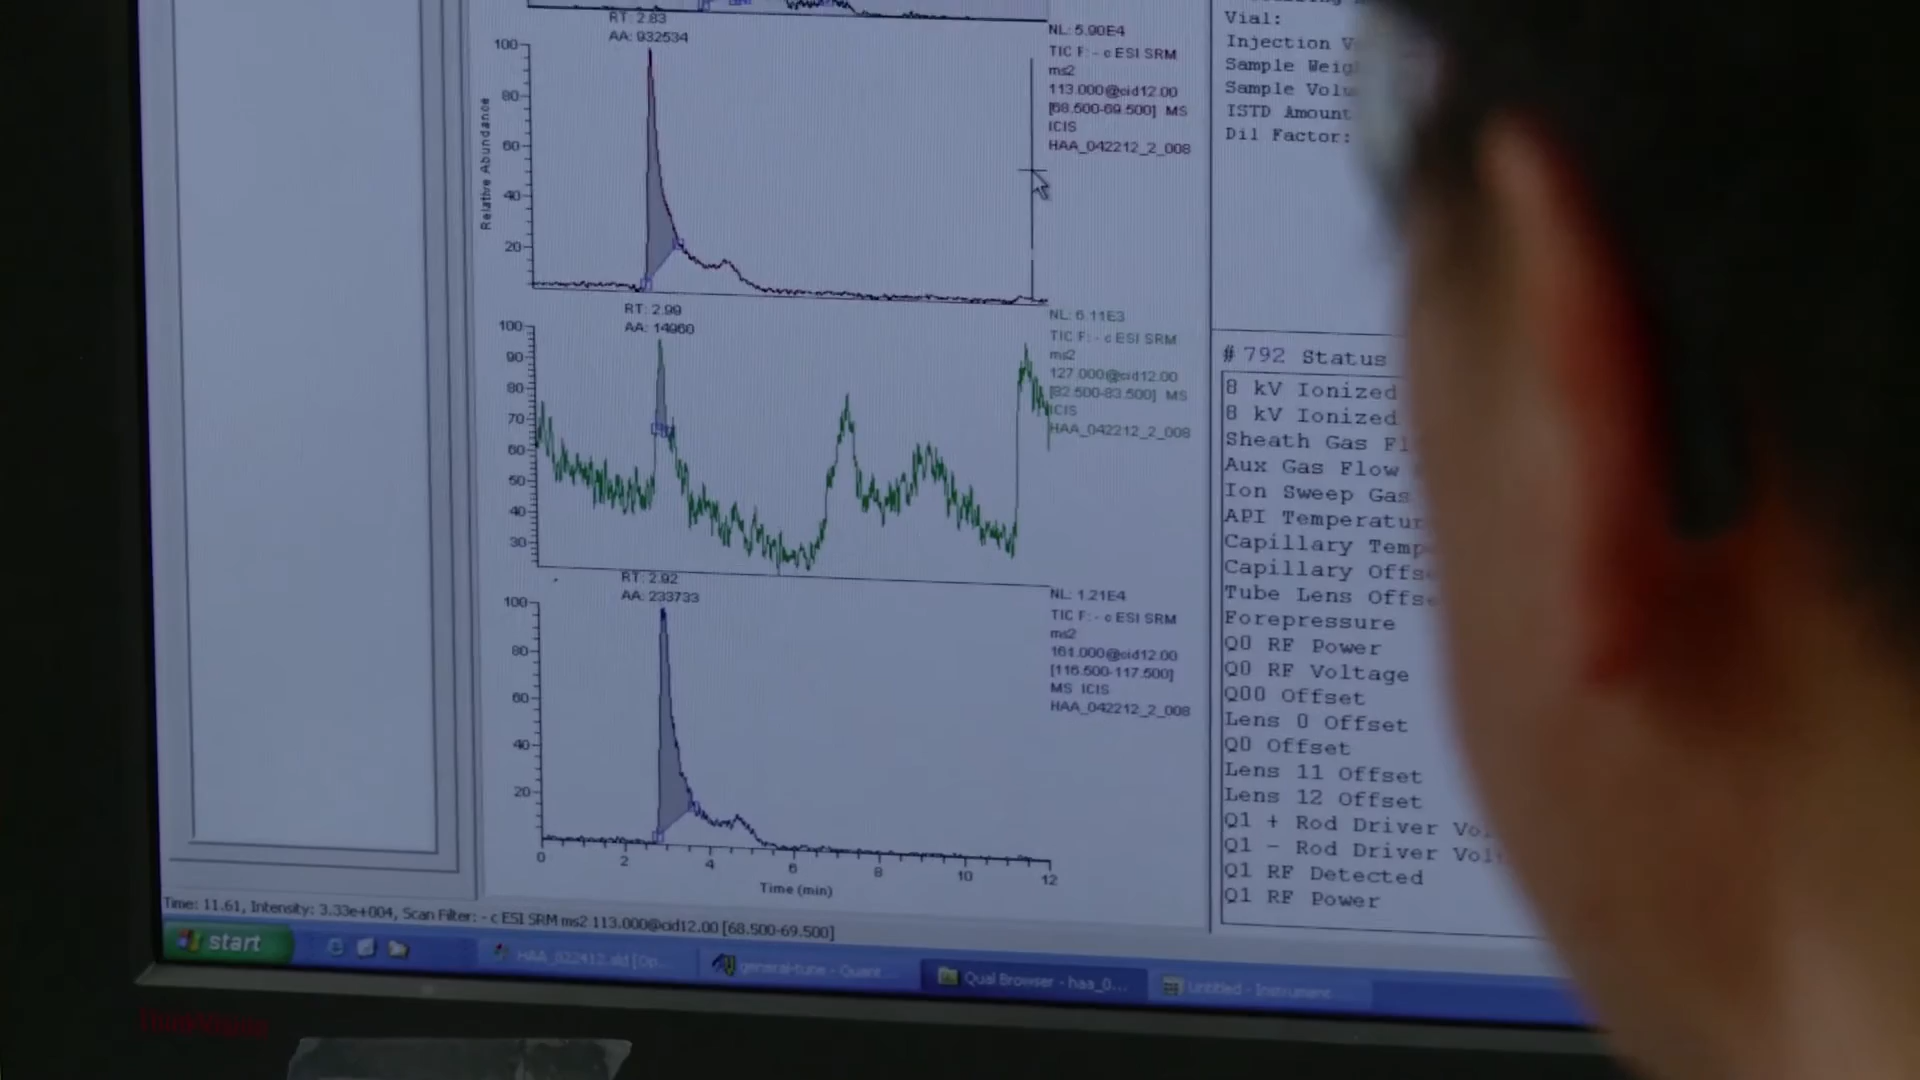 RT: 2.83
AA: 932534
100
80
60
40
20
Relative Abundance
NL: 5.90E4
TIC F: - c ESI SRM
ms2
113.000@cid12.00
[68.500-69.500] MS
ICIS
HAA_042212_2_008
RT: 2.99
AA: 14960
100
90
80
70
60
50
40
30
NL: 6.11E3
TIC F: - c ESI SRM
ms2
127.000@cid12.00
[82.500-83.500] MS
ICIS
HAA_042212_2_008
RT: 2.92
AA: 233733
100
80
60
40
20
0 2 4 6 8 10 12
Time (min)
NL: 1.21E4
TIC F: - c ESI SRM
ms2
161.000@cid12.00
[116.500-117.500]
MS ICIS
HAA_042212_2_008
Vial:
Injection V
Sample Weig
Sample Volu
ISTD Amount
Dil Factor:
# 792 Status
8 kV Ionized
8 kV Ionized
Sheath Gas Fl
Aux Gas Flow
Ion Sweep Gas
API Temperatur
Capillary Temp
Capillary Offs
Tube Lens Offs
Forepressure
Q0 RF Power
Q0 RF Voltage
Q00 Offset
Lens 0 Offset
Q0 Offset
Lens 11 Offset
Lens 12 Offset
Q1 + Rod Driver Vo
Q1 - Rod Driver Vol
Q1 RF Detected
Q1 RF Power
Time: 11.61, Intensity: 3.33e+004, Scan Filter: - c ESI SRM ms2 113.000@cid12.00 [68.500-69.500]
start
general-tune - Quant
Qual Browser - haa_0...
untitled - Instrument
ThinkVision